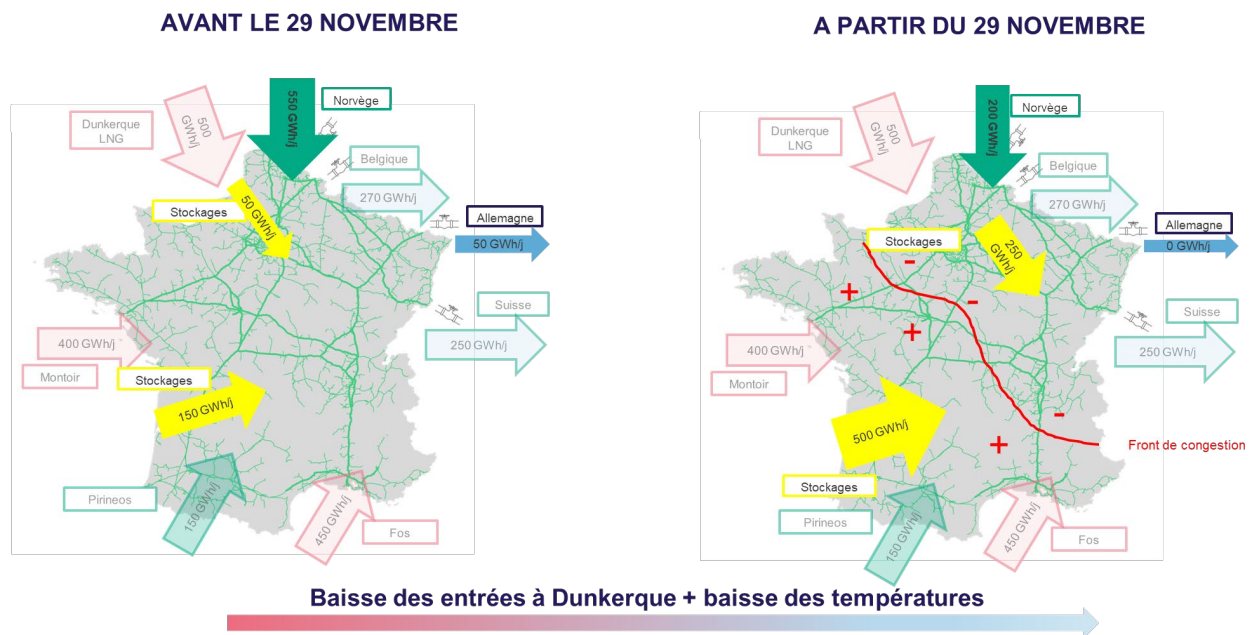 AVANT LE 29 NOVEMBRE
550 GWh/j
Norvège
Dunkerque
LNG
500
GWh/j
Belgique
270 GWh/j
Stockages
50 GWh/j
Allemagne
50 GWh/j
Suisse
250 GWh/j
400 GWh/j
Montoir
Stockages
150 GWh/j
Pirineos
150 GWh/j
450 GWh/j
Fos
A PARTIR DU 29 NOVEMBRE
200 GWh/j
Norvège
Dunkerque
LNG
500
GWh/j
Belgique
270 GWh/j
Stockages
250
GWh/j
Allemagne
0 GWh/j
-
+
-
+
Suisse
250 GWh/j
400 GWh/j
Montoir
500 GWh/j
-
+
Front de congestion
Stockages
Pirineos
150 GWh/j
450 GWh/j
Fos
Baisse des entrées à Dunkerque + baisse des températures